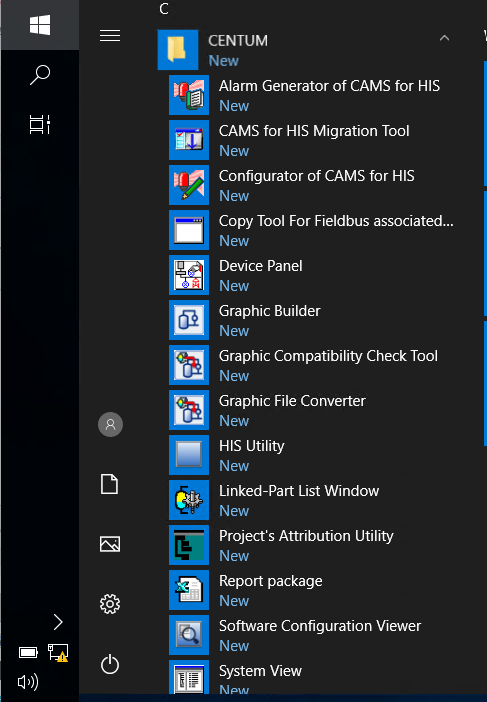 C
CENTUM
New
Alarm Generator of CAMS for HIS
New
CAMS for HIS Migration Tool
New
Configurator of CAMS for HIS
New
Copy Tool For Fieldbus associated...
New
Device Panel
New
Graphic Builder
New
Graphic Compatibility Check Tool
New
Graphic File Converter
New
HIS Utility
New
Linked-Part List Window
New
Project's Attribution Utility
New
Report package
New
Software Configuration Viewer
New
System View
New